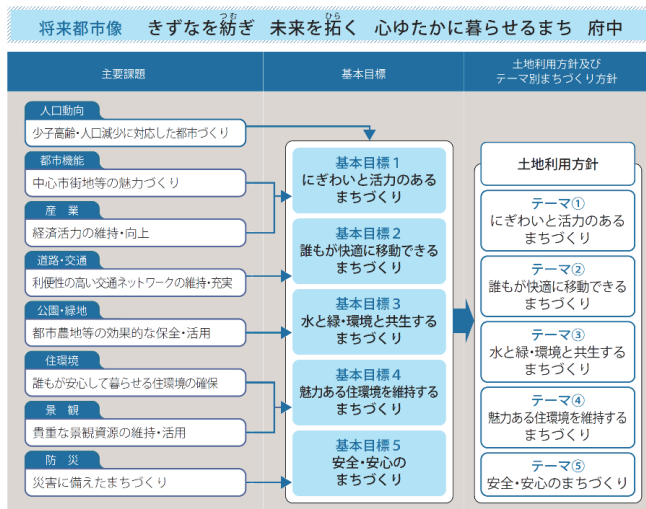 将来都市像 きずなを紡ぎ 未来を拓く 心ゆたかに暮らせるまち 府中
つむ
ひら
主要課題
人口動向
少子高齢・人口減少に対応した都市づくり
都市機能
中心市街地等の魅力づくり
産 業
経済活力の維持・向上
道路・交通
利便性の高い交通ネットワークの維持・充実
公園・緑地
都市農地等の効果的な保全・活用
住環境
誰もが安心して暮らせる住環境の確保
景 観
貴重な景観資源の維持・活用
防 災
災害に備えたまちづくり
基本目標
基本目標 1
にぎわいと活力のある
まちづくり
基本目標 2
誰もが快適に移動できる
まちづくり
基本目標 3
水と緑・環境と共生する
まちづくり
基本目標 4
魅力ある住環境を維持する
まちづくり
基本目標 5
安全・安心の
まちづくり
土地利用方針及び
テーマ別まちづくり方針
土地利用方針
テーマ①
にぎわいと活力のある
まちづくり
テーマ②
誰もが快適に移動できる
まちづくり
テーマ③
水と緑・環境と共生する
まちづくり
テーマ④
魅力ある住環境を維持する
まちづくり
テーマ⑤
安全・安心のまちづくり